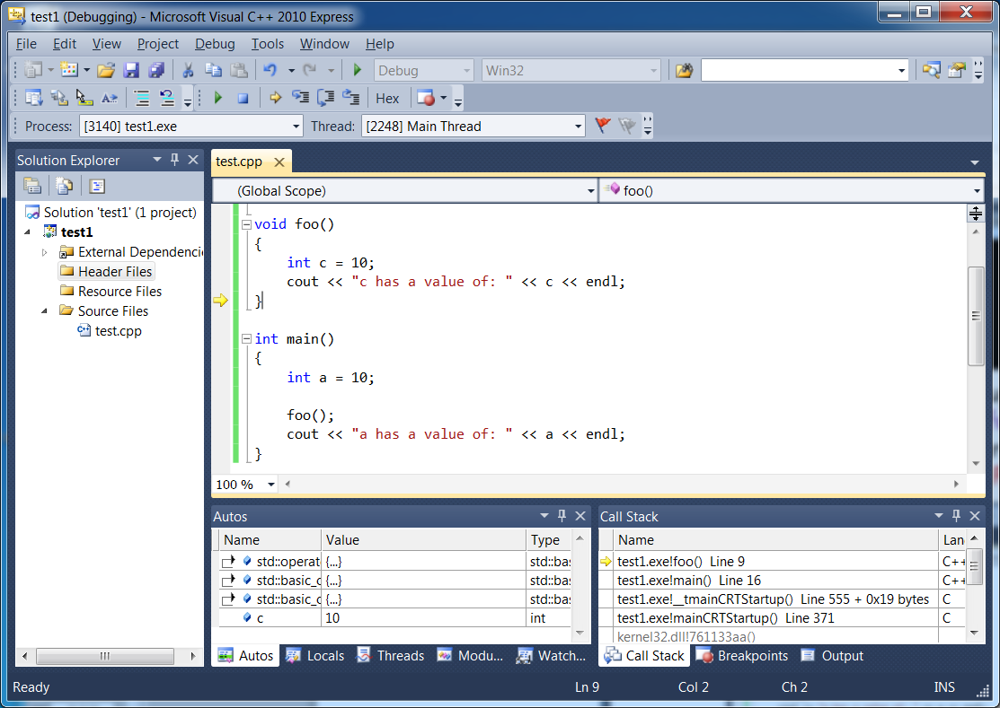 test1 (Debugging) - Microsoft Visual C++ 2010 Express
File Edit View Project Debug Tools Window Help
Debug Win32
Hex
Process: [3140] test1.exe Thread: [2248] Main Thread
Solution Explorer
Solution 'test1' (1 project)
test1
External Dependencie
Header Files
Resource Files
Source Files
test.cpp
test.cpp
(Global Scope) foo()
void foo()
{
int c = 10;
cout << "c has a value of: " << c << endl;
}
int main()
{
int a = 10;
foo();
cout << "a has a value of: " << a << endl;
}
100 %
Autos
Name Value Type
std::operat {...} std::bas
std::basic_o {...} std::bas
std::basic_o {...} std::bas
c 10 int
Autos Locals Threads Modu... Watch...
Call Stack
Name Lan
test1.exe!foo() Line 9 C++
test1.exe!main() Line 16 C++
test1.exe!__tmainCRTStartup() Line 555 + 0x19 bytes C
test1.exe!mainCRTStartup() Line 371 C
kernel32.dll!761133aa()
Call Stack Breakpoints Output
Ready Ln 9 Col 2 Ch 2 INS